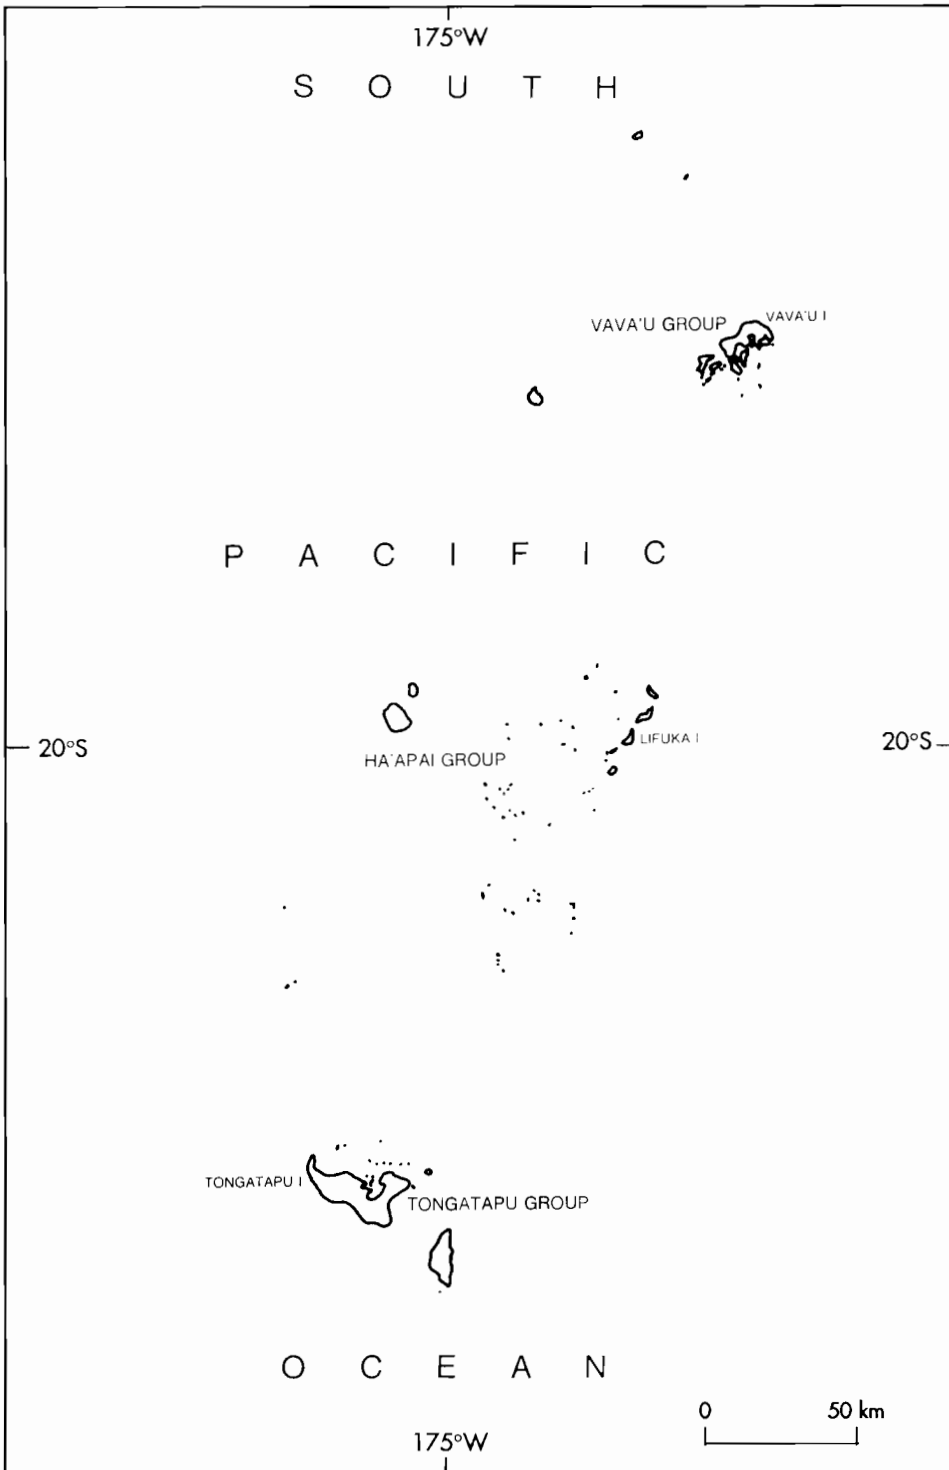 175°W
S O U T H
VAVA'U GROUP
VAVA'U I
P A C I F I C
20°S
20°S
LIFUKA I
HA'APAI GROUP
TONGATAPU I
TONGATAPU GROUP
O C E A N
0 50 km
175°W